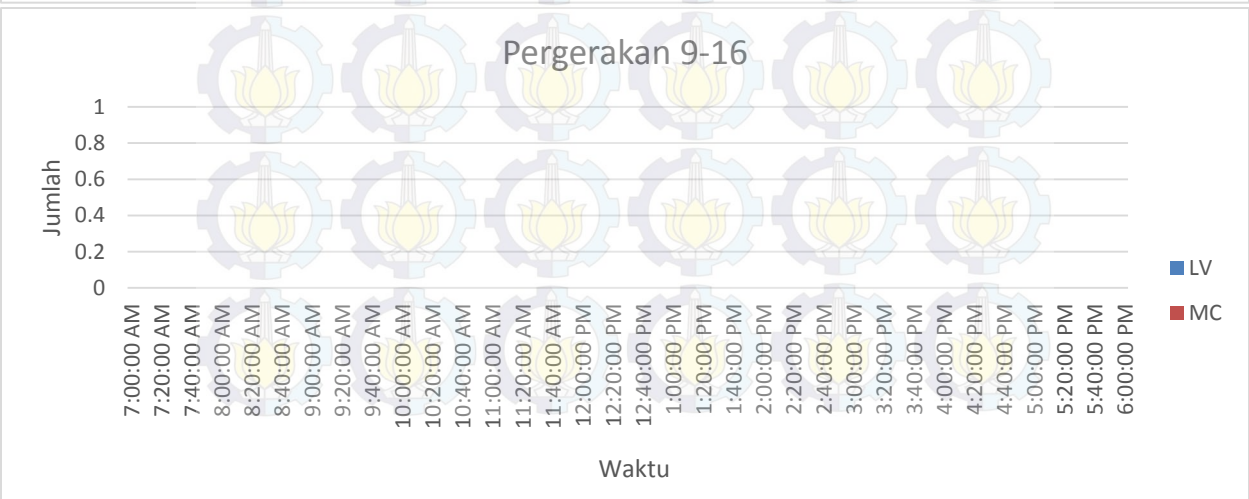 Pergerakan 9-16
Jumlah
1
0.8
0.6
0.4
0.2
0
7:00:00 AM
7:20:00 AM
7:40:00 AM
8:00:00 AM
8:20:00 AM
8:40:00 AM
9:00:00 AM
9:20:00 AM
9:40:00 AM
10:00:00 AM
10:20:00 AM
10:40:00 AM
11:00:00 AM
11:20:00 AM
11:40:00 AM
12:00:00 PM
12:20:00 PM
12:40:00 PM
1:00:00 PM
1:20:00 PM
1:40:00 PM
2:00:00 PM
2:20:00 PM
2:40:00 PM
3:00:00 PM
3:20:00 PM
3:40:00 PM
4:00:00 PM
4:20:00 PM
4:40:00 PM
5:00:00 PM
5:20:00 PM
5:40:00 PM
6:00:00 PM
Waktu
LV
MC